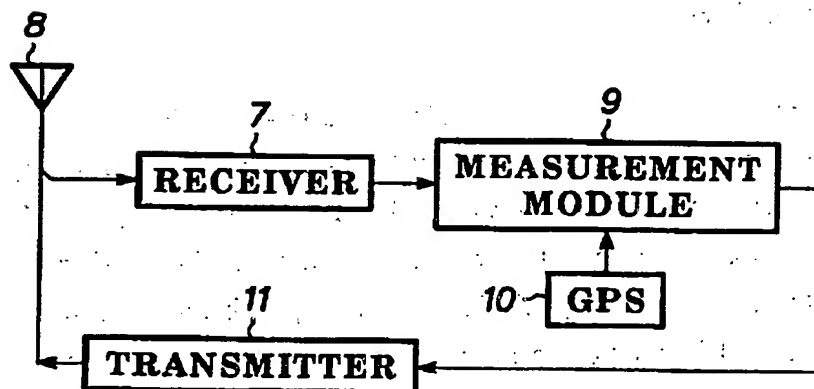 8
7
9
RECEIVER
MEASUREMENT
MODULE
10
GPS
11
TRANSMITTER